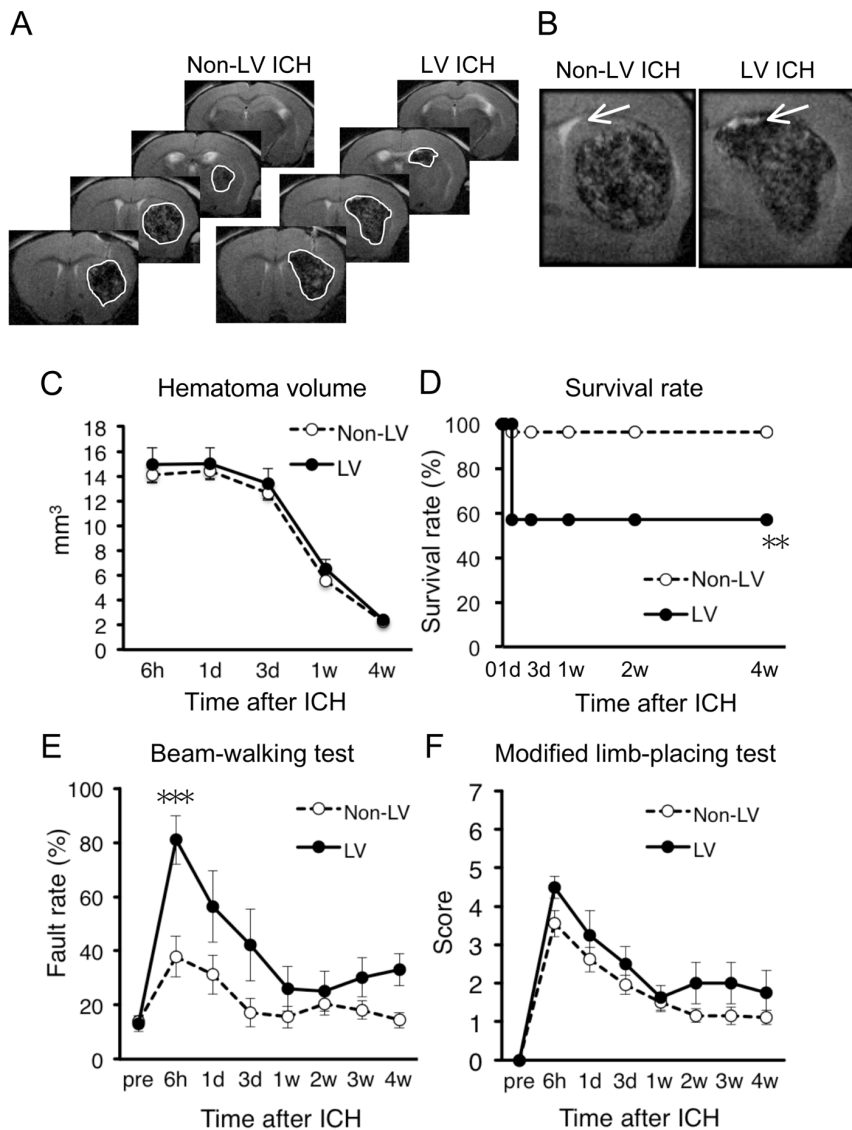 A
Non-LV ICH
LV ICH
B
Non-LV ICH
LV ICH
C
Hematoma volume
18
16
14
12
10
8
6
4
2
0
mm³
Non-LV
LV
6h 1d 3d 1w 4w
Time after ICH
D
Survival rate
100
80
60
40
20
0
Survival rate (%)
**
Non-LV
LV
01d 3d 1w 2w 4w
Time after ICH
E
Beam-walking test
100
80
60
40
20
0
Fault rate (%)
***
Non-LV
LV
pre 6h 1d 3d 1w 2w 3w 4w
Time after ICH
F
Modified limb-placing test
7
6
5
4
3
2
1
0
Score
Non-LV
LV
pre 6h 1d 3d 1w 2w 3w 4w
Time after ICH